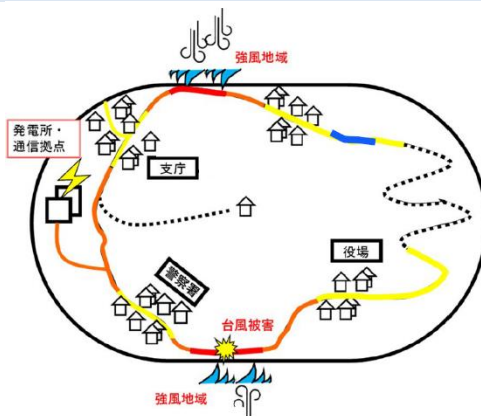 強風地域
発電所・
通信拠点
支庁
役場
警察署
台風被害
強風地域